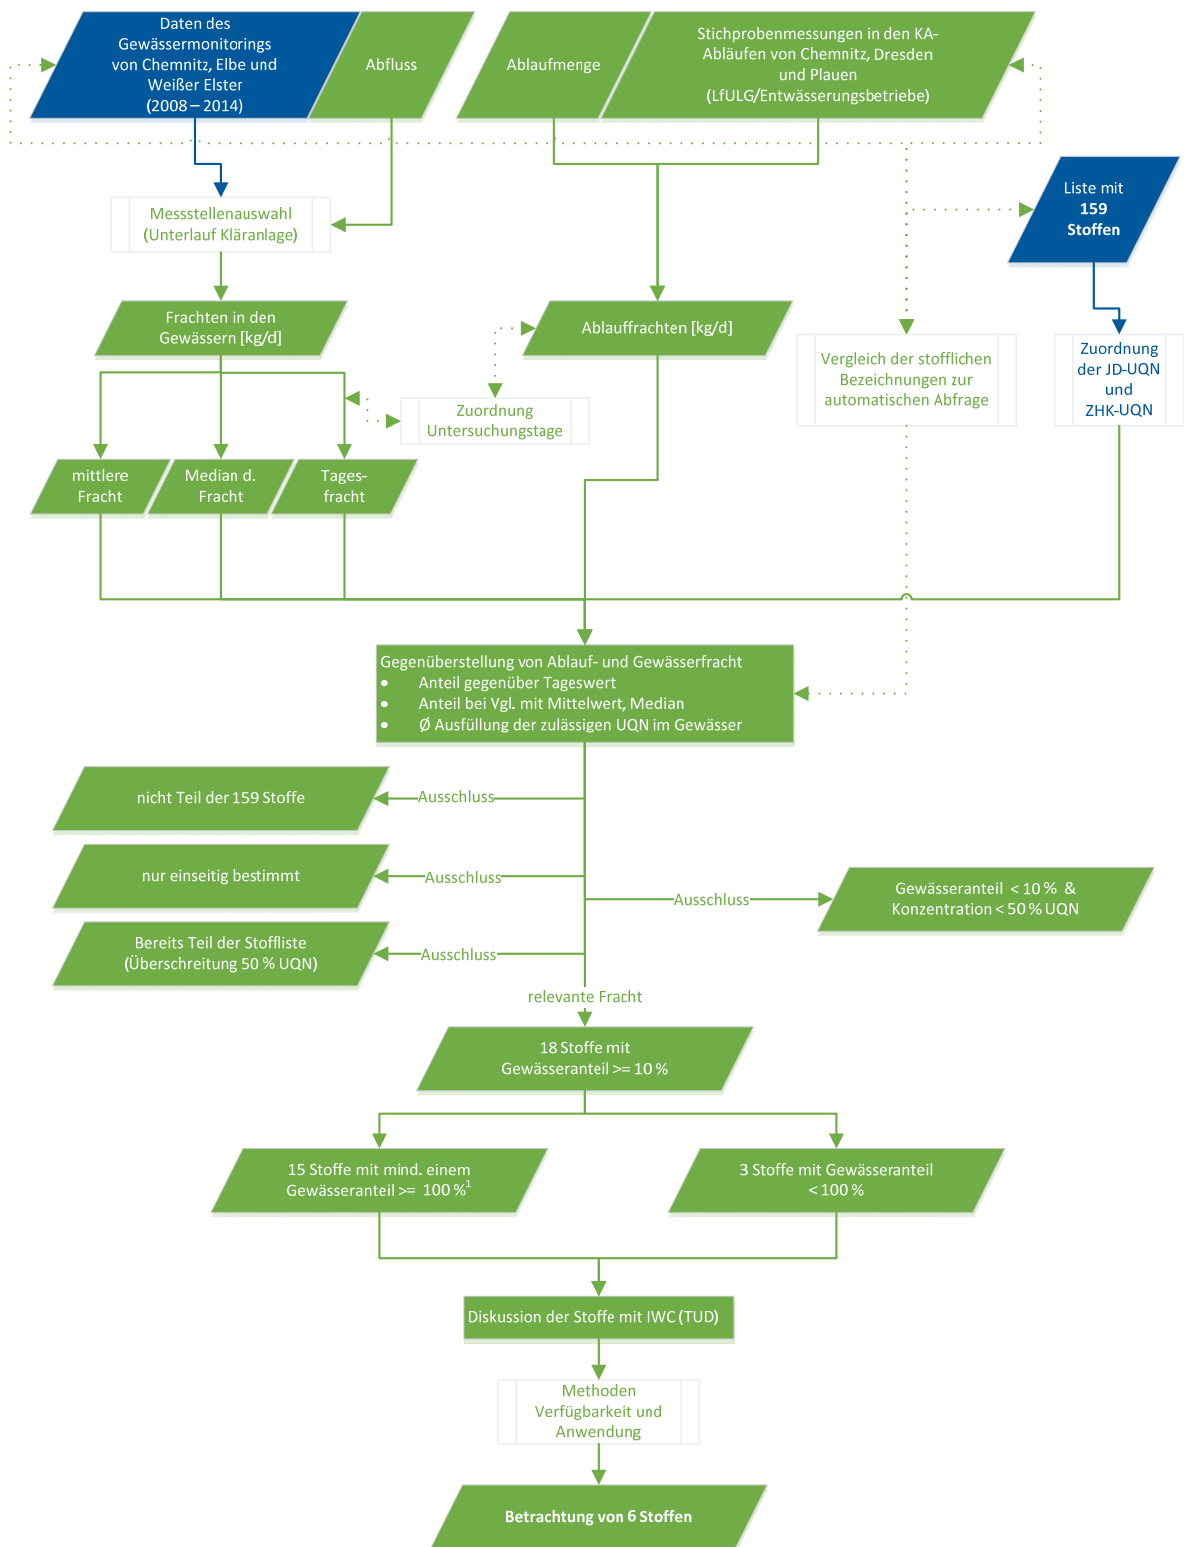 Daten des
Gewässermonitorings
von Chemnitz, Elbe und
Weißer Elster
(2008 – 2014)
Abfluss
Ablaufmenge
Stichprobenmessungen in den KA-
Abläufen von Chemnitz, Dresden
und Plauen
(LfULG/Entwässerungsbetriebe)
Liste mit
159
Stoffen
Messstellenauswahl
(Unterlauf Kläranlage)
Frachten in den
Gewässern [kg/d]
Ablauffrachten [kg/d]
Vergleich der stofflichen
Bezeichnungen zur
automatischen Abfrage
Zuordnung
der JD-UQN
und
ZHK-UQN
Zuordnung
Untersuchungstage
mittlere
Fracht
Median d.
Fracht
Tages-
fracht
Gegenüberstellung von Ablauf- und Gewässerfracht
• Anteil gegenüber Tageswert
• Anteil bei Vgl. mit Mittelwert, Median
• Ø Ausfüllung der zulässigen UQN im Gewässer
nicht Teil der 159 Stoffe
Ausschluss
nur einseitig bestimmt
Ausschluss
Ausschluss
Gewässeranteil < 10 % &
Konzentration < 50 % UQN
Bereits Teil der Stoffliste
(Überschreitung 50 % UQN)
Ausschluss
relevante Fracht
18 Stoffe mit
Gewässeranteil >= 10 %
15 Stoffe mit mind. einem
Gewässeranteil >= 100 %¹
3 Stoffe mit Gewässeranteil
< 100 %
Diskussion der Stoffe mit IWC (TUD)
Methoden
Verfügbarkeit und
Anwendung
Betrachtung von 6 Stoffen